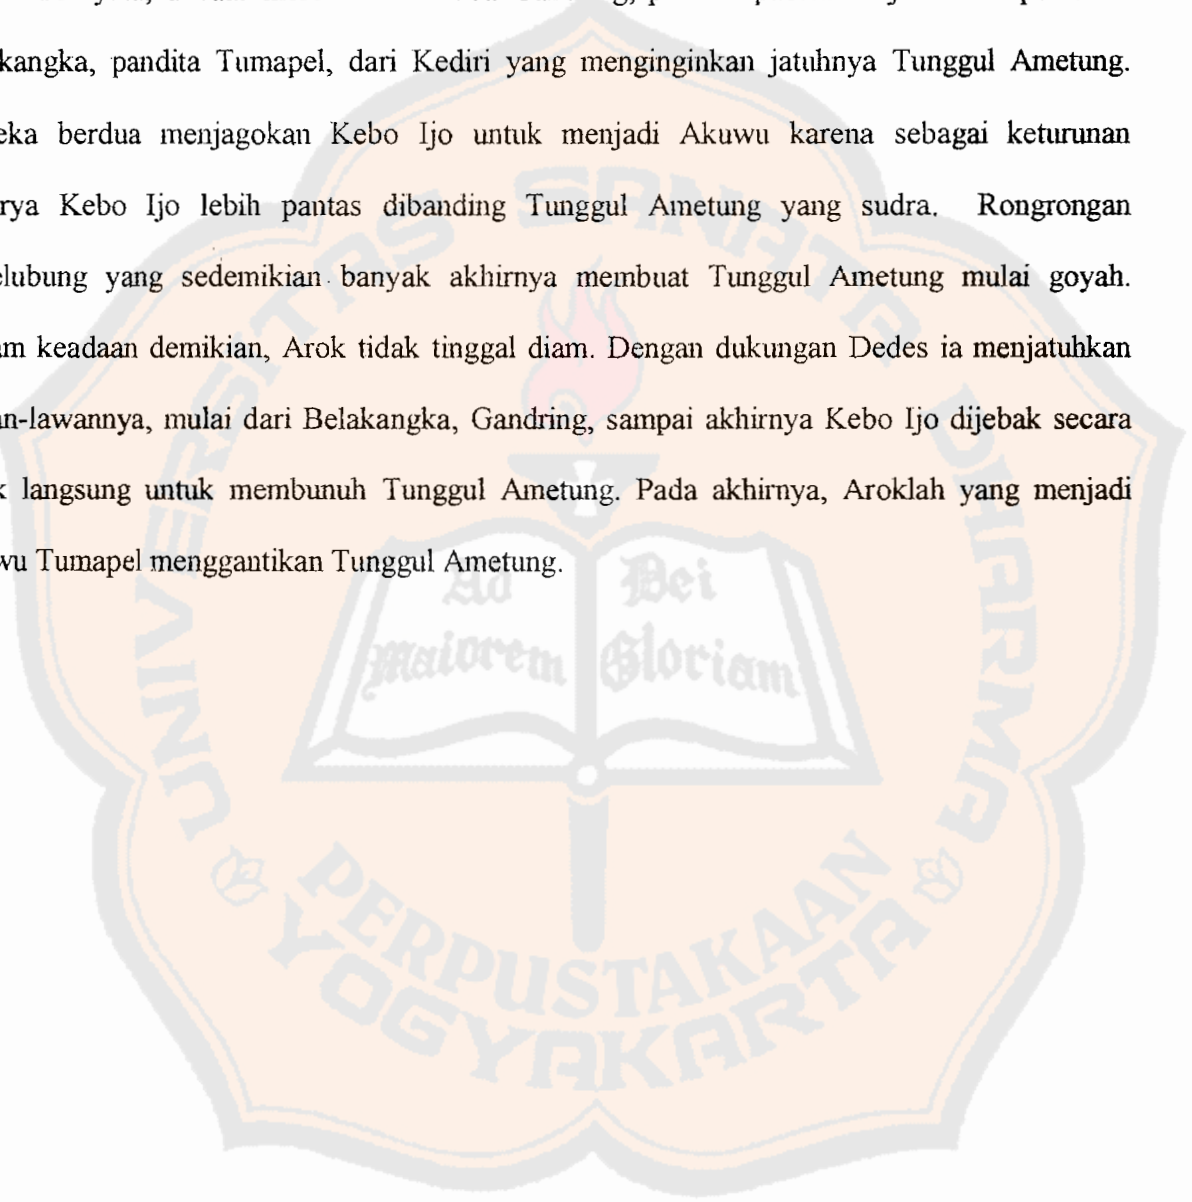 kangka, pandita Tumapel, dari Kediri yang menginginkan jatuhnya Tunggul Ametung.
eka berdua menjagokan Kebo Ijo untuk menjadi Akuwu karena sebagai keturunan
rya Kebo Ijo lebih pantas dibanding Tunggul Ametung yang sudra. Rongrongan
elubung yang sedemikian banyak akhirnya membuat Tunggul Ametung mulai goyah.
m keadaan demikian, Arok tidak tinggal diam. Dengan dukungan Dedes ia menjatuhkan
n-lawannya, mulai dari Belakangka, Gandring, sampai akhirnya Kebo Ijo dijebak secara
k langsung untuk membunuh Tunggul Ametung. Pada akhirnya, Aroklah yang menjadi
wu Tumapel menggantikan Tunggul Ametung.
UNIVERSITAS SANATA DHARMA
Ad Dei
maiorem Gloriam
PERPUSTAKAAN
YOGYAKARTA